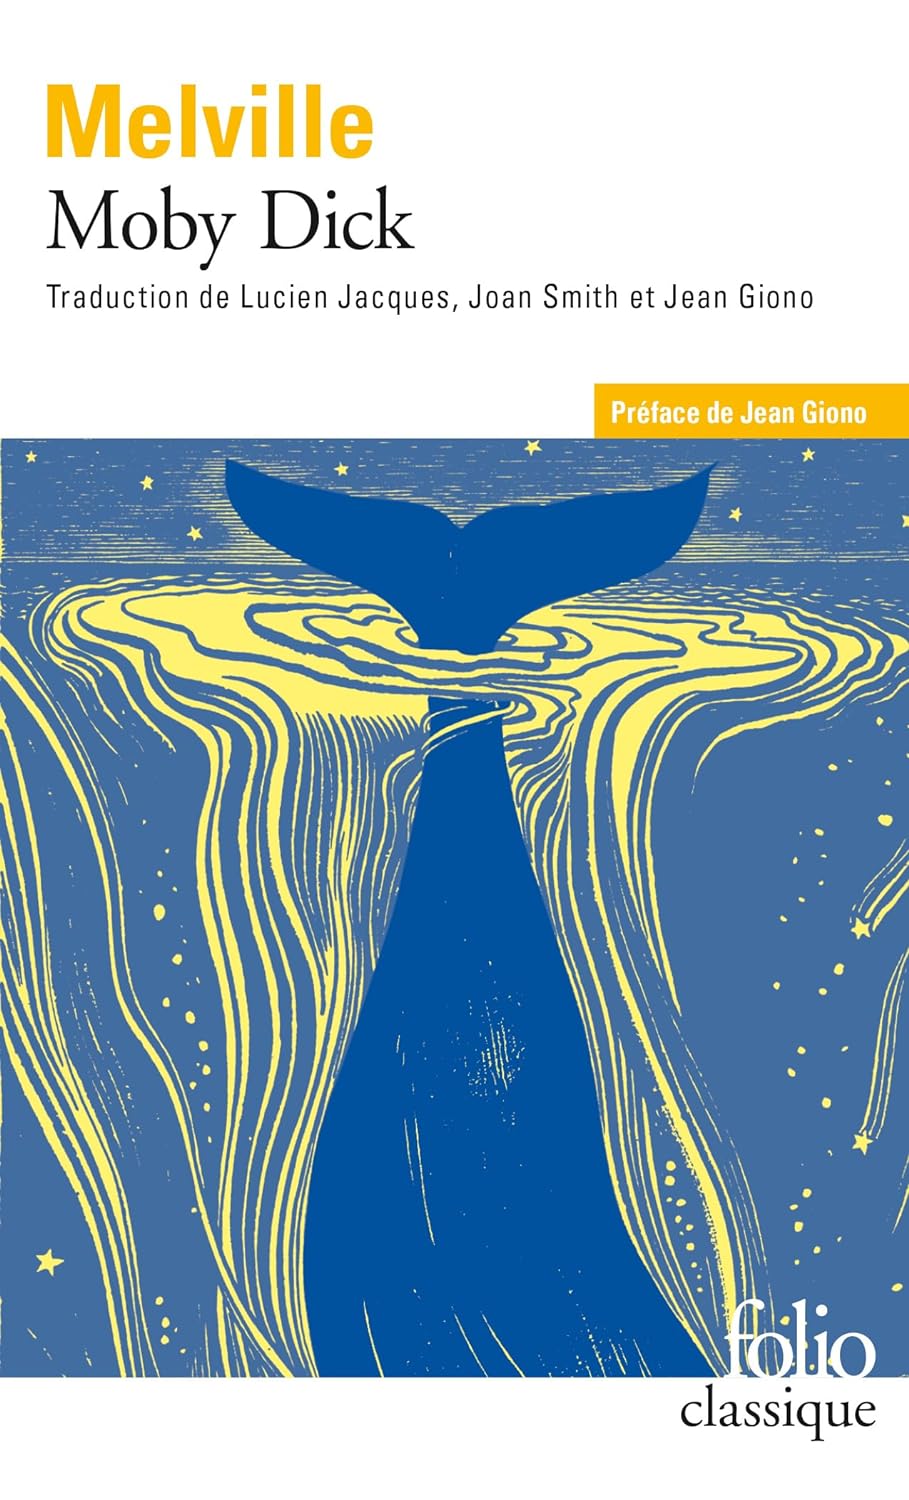 Melville
Moby Dick
Traduction de Lucien Jacques, Joan Smith et Jean Giono
Préface de Jean Giono
folio
classique